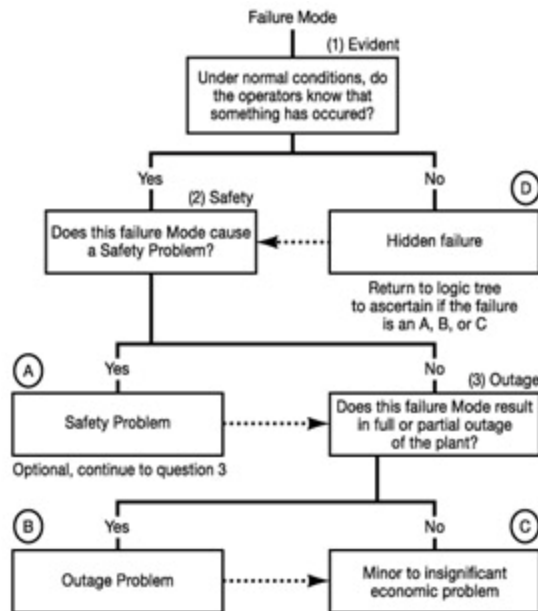 Failure Mode
(1) Evident
Under normal conditions, do
the operators know that
something has occured?
Yes
No
D
(2) Safety
Does this failure Mode cause
a Safety Problem?
Hidden failure
Return to logic tree
to ascertain if the failure
is an A, B, or C
A
Yes
No
(3) Outage
Safety Problem
Does this failure Mode result
in full or partial outage
of the plant?
Optional, continue to question 3
B
Yes
No
C
Outage Problem
Minor to insignificant
economic problem